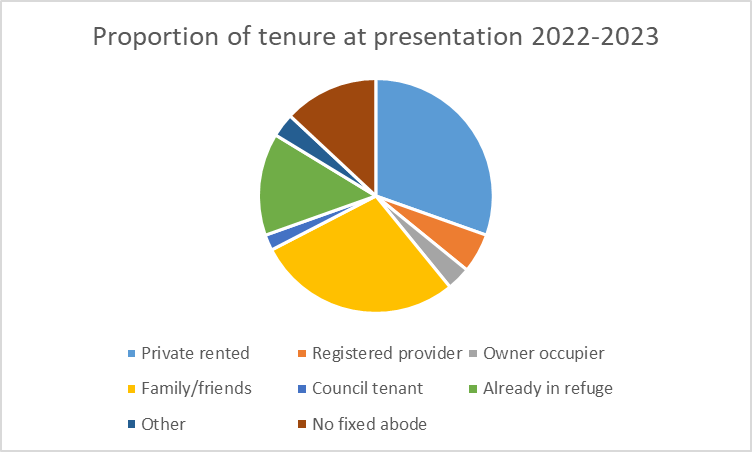 Proportion of tenure at presentation 2022-2023
Private rented
Registered provider
Owner occupier
Family/friends
Council tenant
Already in refuge
Other
No fixed abode